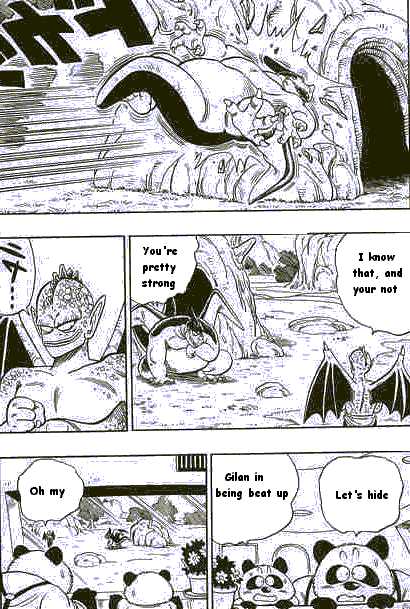 You're
pretty
strong
I know
that, and
your not
Oh my
Gilan in
being beat up
Let's hide